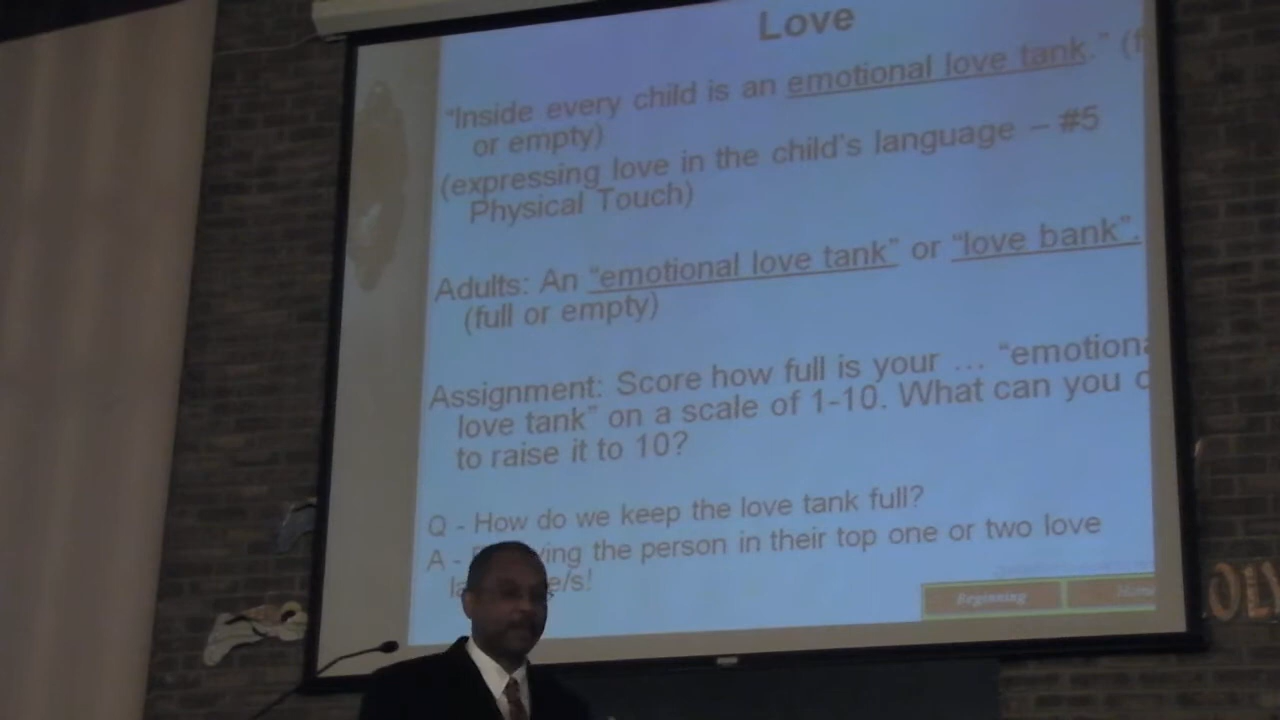 Love
"Inside every child is an emotional love tank." (f
or empty)
(expressing love in the child's language – #5
Physical Touch)
Adults: An "emotional love tank" or "love bank".
(full or empty)
Assignment: Score how full is your ... "emotiona
love tank" on a scale of 1-10. What can you
to raise it to 10?
Q - How do we keep the love tank full?
A - the person in their top one or two love
e/s!
Beginning
OLY